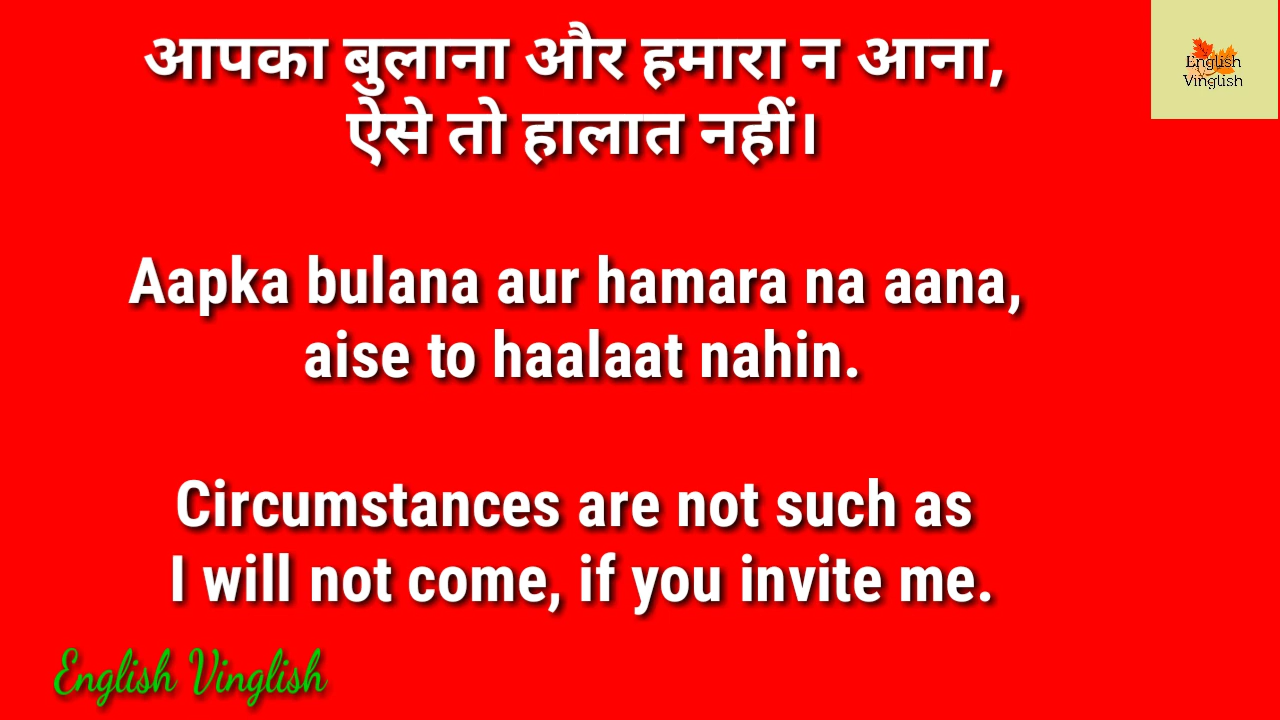 आपका बुलाना और हमारा न आना,
ऐसे तो हालात नहीं।
English
Vinglish
Aapka bulana aur hamara na aana,
aise to haalaat nahin.
Circumstances are not such as
I will not come, if you invite me.
English Vinglish